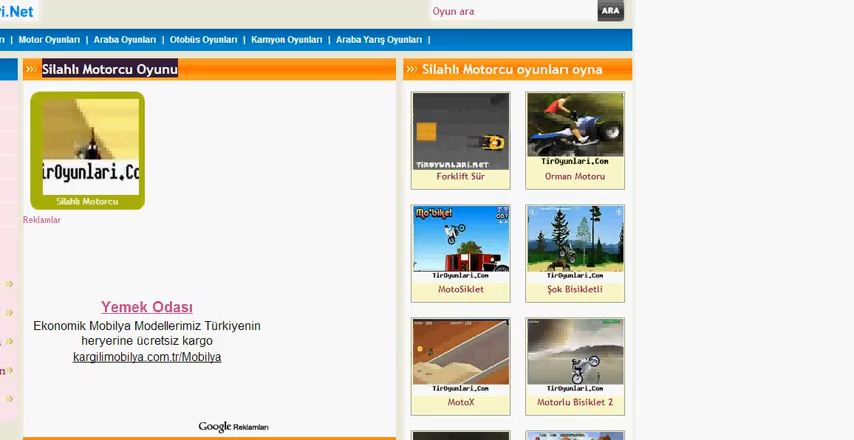 i.Net
Oyun ara
ARA
rı | Motor Oyunları | Araba Oyunları | Otobüs Oyunları | Kamyon Oyunları | Araba Yarış Oyunları |
Silahlı Motorcu Oyunu
Silahlı Motorcu oyunları oyna
TirOyunlari.Co
Silahlı Motorcu
Reklamlar
TirOyunlari.net
Forklift Sür
TirOyunlari.Com
Orman Motoru
Mo'bike!
TirOyunlari.Com
MotoSiklet
TirOyunlari.Com
Şok Bisikletli
Yemek Odası
Ekonomik Mobilya Modellerimiz Türkiyenin
heryerine ücretsiz kargo
kargilimobilya.com.tr/Mobilya
TirOyunlari.Com
MotoX
TirOyunlari.Com
Motorlu Bisiklet 2
Google Reklamları